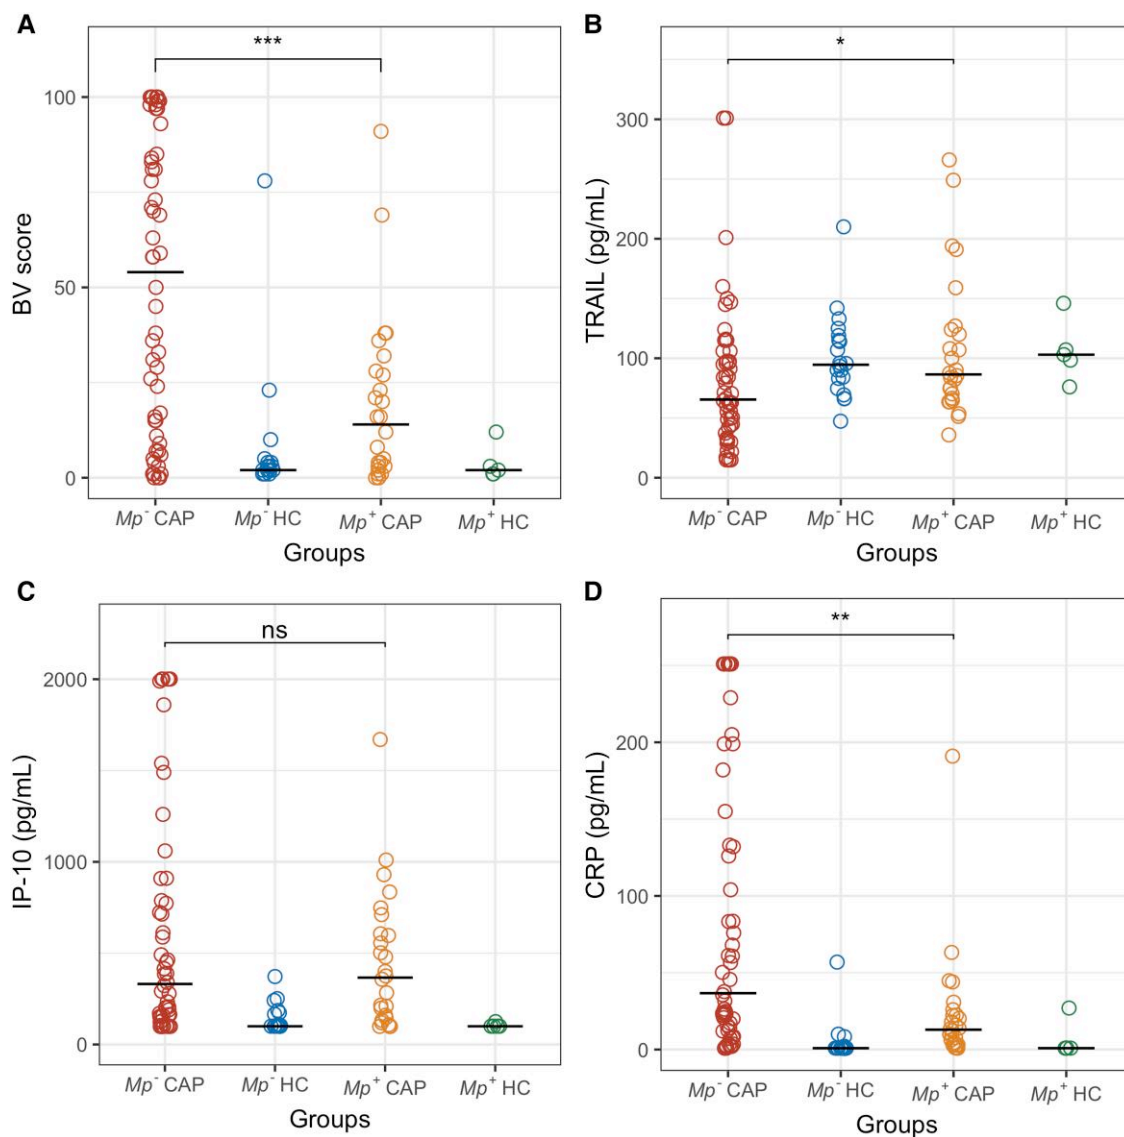 A
***
BV score
100
50
0
Mp⁻ CAP
Mp⁻ HC
Mp⁺ CAP
Mp⁺ HC
Groups
B
*
TRAIL (pg/mL)
300
200
100
0
Mp⁻ CAP
Mp⁻ HC
Mp⁺ CAP
Mp⁺ HC
Groups
C
ns
IP-10 (pg/mL)
2000
1000
0
Mp⁻ CAP
Mp⁻ HC
Mp⁺ CAP
Mp⁺ HC
Groups
D
**
CRP (pg/mL)
200
100
0
Mp⁻ CAP
Mp⁻ HC
Mp⁺ CAP
Mp⁺ HC
Groups